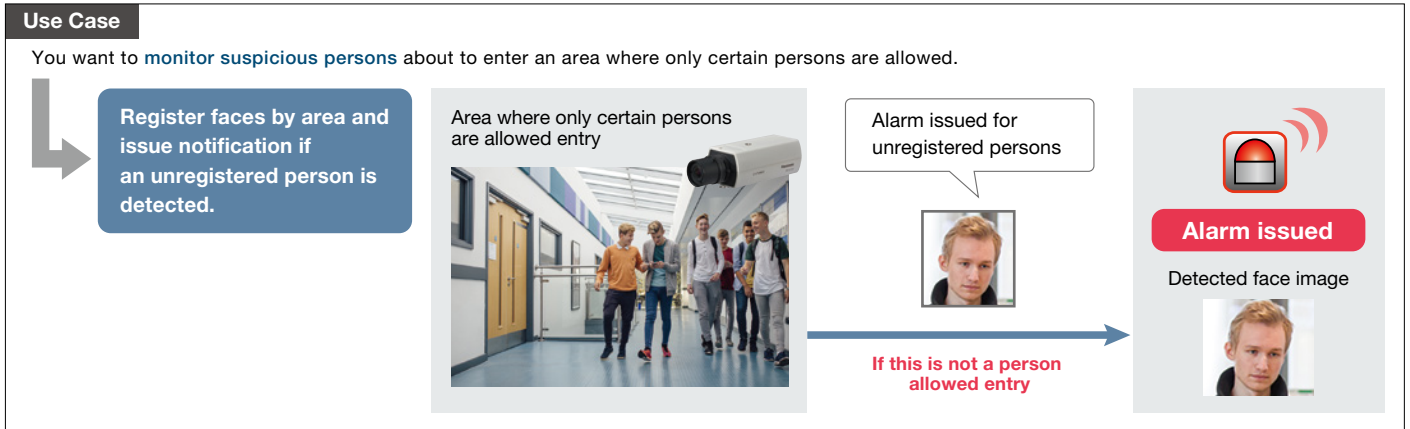 Use Case
You want to monitor suspicious persons about to enter an area where only certain persons are allowed.
Register faces by area and
issue notification if
an unregistered person is
detected.
Area where only certain persons
are allowed entry
Alarm issued for
unregistered persons
If this is not a person
allowed entry
Alarm issued
Detected face image